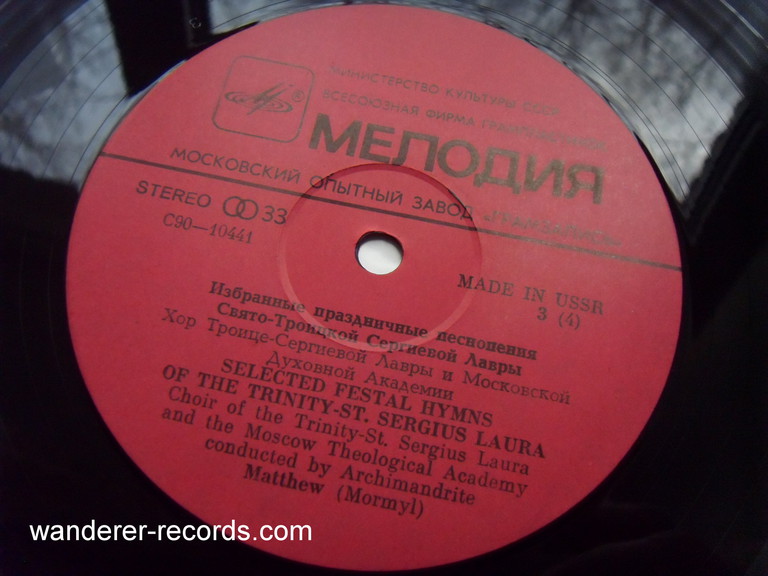 МИНИСТЕРСТВО КУЛЬТУРЫ СССР
ВСЕСОЮЗНАЯ ФИРМА ГРАМПЛАСТИНОК
®
МЕЛОДИЯ
МОСКОВСКИЙ ОПЫТНЫЙ ЗАВОД „ГРАМЗАПИСЬ“
STEREO 33
С90—10441
MADE IN USSR
3 (4)
Избранные праздничные песнопения
Свято-Троицкой Сергиевой Лавры
Хор Троице-Сергиевой Лавры и Московской
Духовной Академии
SELECTED FESTAL HYMNS
OF THE TRINITY-ST. SERGIUS LAURA
Choir of the Trinity-St. Sergius Laura
and the Moscow Theological Academy
conducted by Archimandrite
Matthew (Mormyl)
wanderer-records.com